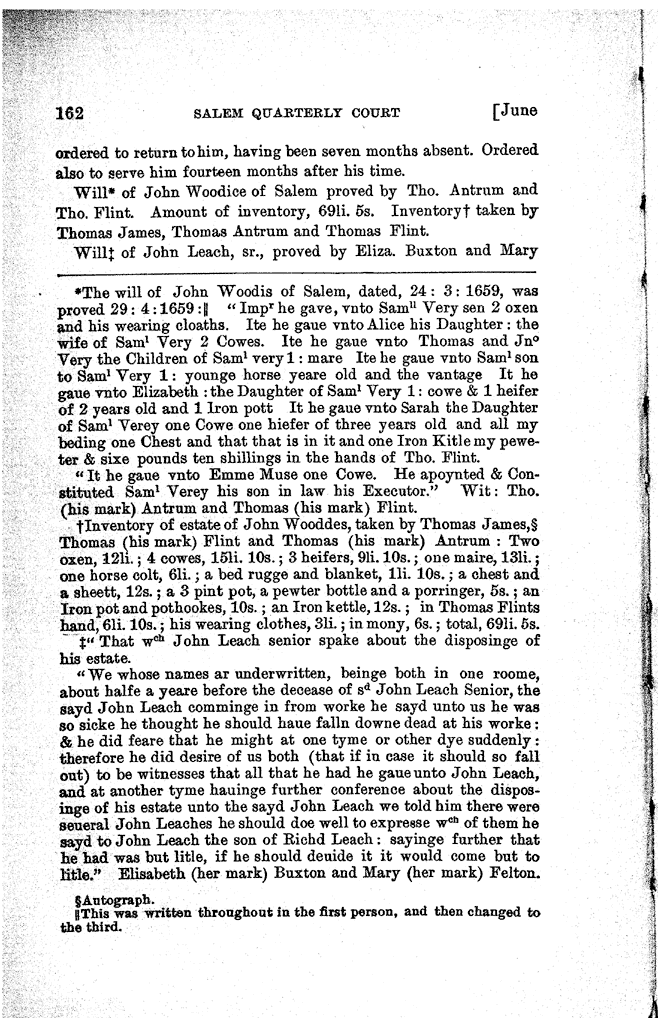 162 SALEM QUARTERLY COURT [June
ordered to return to him, having been seven months absent. Ordered
also to serve him fourteen months after his time.
Will* of John Woodice of Salem proved by Tho. Antrum and
Tho. Flint. Amount of inventory, 69li. 5s. Inventory† taken by
Thomas James, Thomas Antrum and Thomas Flint.
Will‡ of John Leach, sr., proved by Eliza. Buxton and Mary
*The will of John Woodis of Salem, dated, 24: 3: 1659, was
proved 29: 4: 1659:‖ "Impʳ he gave, vnto Samˡˡ Very sen 2 oxen
and his wearing cloaths. Ite he gaue vnto Alice his Daughter: the
wife of Samˡ Very 2 Cowes. Ite he gaue vnto Thomas and Jnº
Very the Children of Samˡ very 1: mare Ite he gaue vnto Samˡ son
to Samˡ Very 1: younge horse yeare old and the vantage It he
gaue vnto Elizabeth: the Daughter of Samˡ Very 1: cowe & 1 heifer
of 2 years old and 1 Iron pott It he gaue vnto Sarah the Daughter
of Samˡ Verey one Cowe one hiefer of three years old and all my
beding one Chest and that that is in it and one Iron Kitle my pewe-
ter & sixe pounds ten shillings in the hands of Tho. Flint.
"It he gaue vnto Emme Muse one Cowe. He apoynted & Con-
stituted Samˡ Verey his son in law his Executor." Wit: Tho.
(his mark) Antrum and Thomas (his mark) Flint.
†Inventory of estate of John Wooddes, taken by Thomas James,§
Thomas (his mark) Flint and Thomas (his mark) Antrum: Two
oxen, 12li.; 4 cowes, 15li. 10s.; 3 heifers, 9li. 10s.; one maire, 13li.;
one horse colt, 6li.; a bed rugge and blanket, 1li. 10s.; a chest and
a sheett, 12s.; a 3 pint pot, a pewter bottle and a porringer, 5s.; an
Iron pot and pothookes, 10s.; an Iron kettle, 12s.; in Thomas Flints
hand, 6li. 10s.; his wearing clothes, 3li.; in mony, 6s.; total, 69li. 5s.
‡"That wᶜʰ John Leach senior spake about the disposinge of
his estate.
"We whose names ar underwritten, beinge both in one roome,
about halfe a yeare before the decease of sᵈ John Leach Senior, the
sayd John Leach comminge in from worke he sayd unto us he was
so sicke he thought he should haue falln downe dead at his worke:
& he did feare that he might at one tyme or other dye suddenly:
therefore he did desire of us both (that if in case it should so fall
out) to be witnesses that all that he had he gaue unto John Leach,
and at another tyme hauinge further conference about the dispos-
inge of his estate unto the sayd John Leach we told him there were
seueral John Leaches he should doe well to expresse wᶜʰ of them he
sayd to John Leach the son of Richd Leach: sayinge further that
he had was but litle, if he should deuide it it would come but to
litle." Elisabeth (her mark) Buxton and Mary (her mark) Felton.
§Autograph.
‖This was written throughout in the first person, and then changed to
the third.